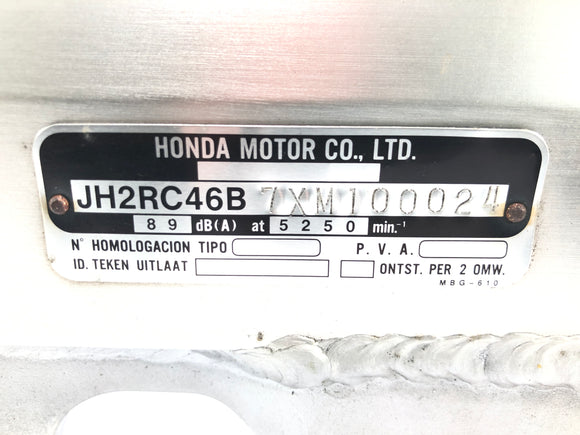 HONDA MOTOR CO., LTD.
JH2RC46B 7XM100024
89 dB(A) at 5250 min.⁻¹
N° HOMOLOGACION TIPO P. V. A.
ID. TEKEN UITLAAT ONTST. PER 2 OMW.
MBG-610